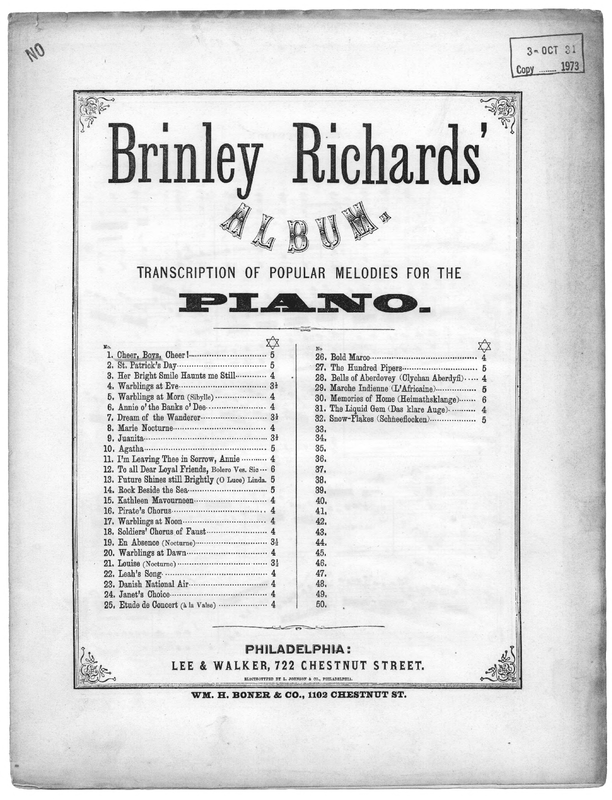 NO
3- OCT 31
Copy ........ 1973
Brinley Richards'
ALBUM.
TRANSCRIPTION OF POPULAR MELODIES FOR THE
PIANO.
No.
1. Cheer, Boys, Cheer! 5
2. St. Patrick's Day 5
3. Her Bright Smile Haunts me Still 4
4. Warblings at Eve 3½
5. Warblings at Morn (Sibylle) 4
6. Annie o' the Banks o' Dee 4
7. Dream of the Wanderer 3½
8. Marie Nocturne 4
9. Juanita 3½
10. Agatha 5
11. I'm Leaving Thee in Sorrow, Annie 4
12. To all Dear Loyal Friends, Bolero Ves. Sic 6
13. Future Shines still Brightly (O Luce) Linda. 5
14. Rock Beside the Sea 5
15. Kathleen Mavourneen 4
16. Pirate's Chorus 4
17. Warblings at Noon 4
18. Soldiers' Chorus of Faust 4
19. En Absence (Nocturne) 3½
20. Warblings at Dawn 4
21. Louise (Nocturne) 3½
22. Leah's Song 4
23. Danish National Air 4
24. Janet's Choice 4
25. Etude de Concert (à la Valse) 4
No
26. Bold Marco 4
27. The Hundred Pipers 5
28. Bells of Aberdovey (Clychau Aberdyfi) 4
29. Marche Indienne (L'Africaine) 5
30. Memories of Home (Heimathsklange) 6
31. The Liquid Gem (Das klare Auge) 4
32. Snow-Flakes (Schneeflocken) 5
33.
34.
35.
36.
37.
38.
39.
40.
41.
42.
43.
44.
45.
46.
47.
48.
49.
50.
PHILADELPHIA:
LEE & WALKER, 722 CHESTNUT STREET.
ELECTROTYPED BY L. JOHNSON & CO., PHILADELPHIA.
WM. H. BONER & CO., 1102 CHESTNUT ST.